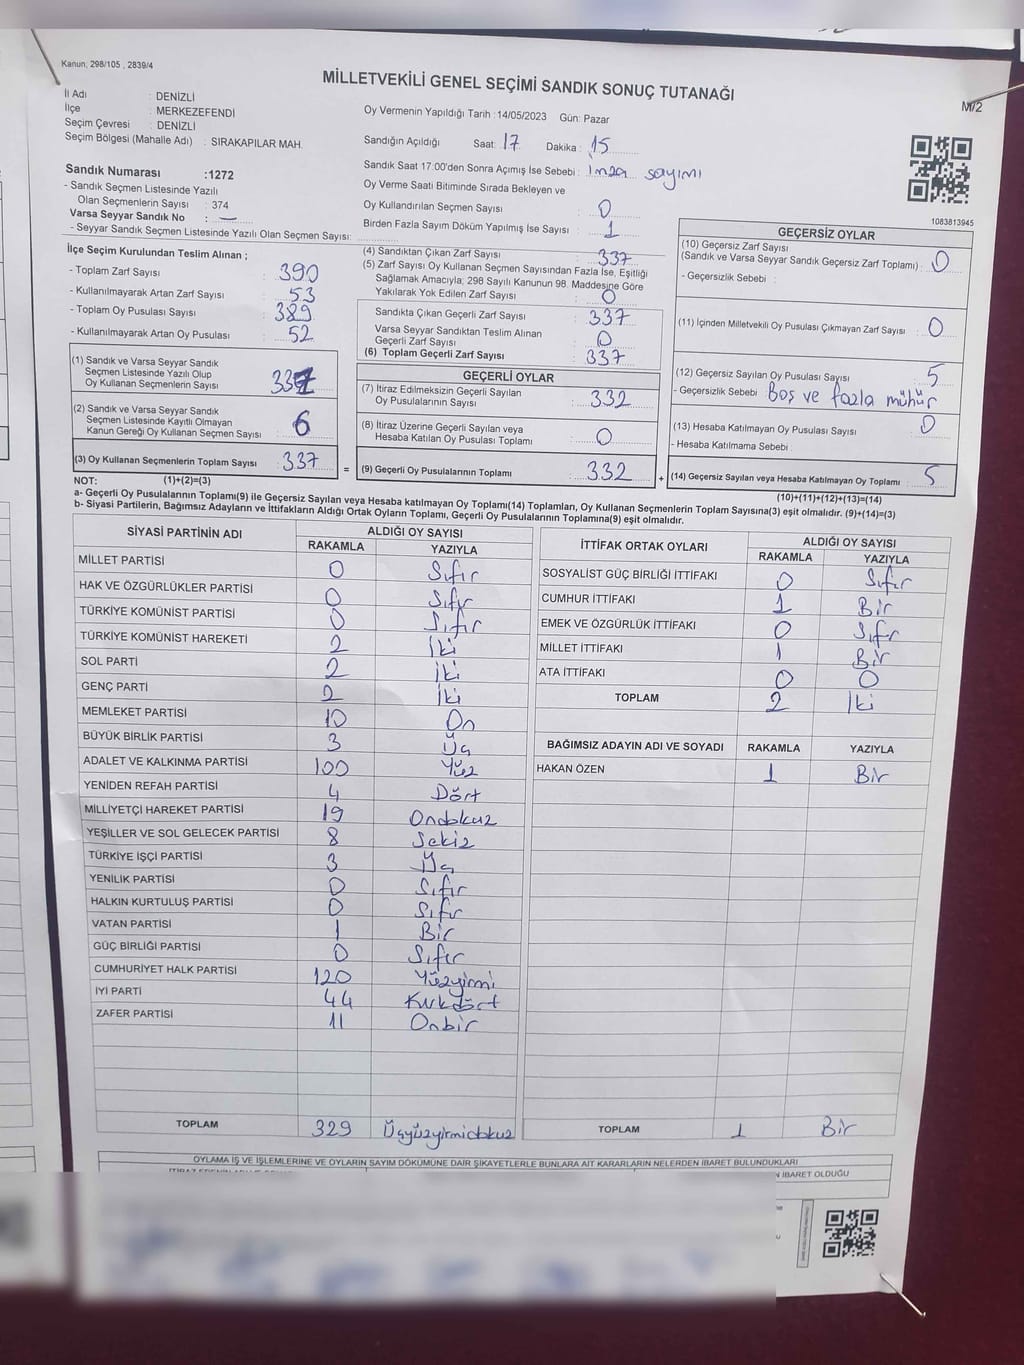 Kanun, 298/105 , 2839/4
MİLLETVEKİLİ GENEL SEÇİMİ SANDIK SONUÇ TUTANAĞI
M/2
İl Adı : DENİZLİ
İlçe : MERKEZEFENDİ
Seçim Çevresi : DENİZLİ
Seçim Bölgesi (Mahalle Adı) : SIRAKAPILAR MAH.
Oy Vermenin Yapıldığı Tarih :14/05/2023 Gün: Pazar
Sandığın Açıldığı Saat: 17 Dakika : 15
Sandık Saat 17:00'den Sonra Açımış İse Sebebi : imza sayımı
Oy Verme Saati Bitiminde Sırada Bekleyen ve
Oy Kullandırılan Seçmen Sayısı : 0
Birden Fazla Sayım Döküm Yapılmış İse Sayısı : 1
1083813945
Sandık Numarası :1272
- Sandık Seçmen Listesinde Yazılı
Olan Seçmenlerin Sayısı : 374
Varsa Seyyar Sandık No : —
- Seyyar Sandık Seçmen Listesinde Yazılı Olan Seçmen Sayısı:
İlçe Seçim Kurulundan Teslim Alınan ;
- Toplam Zarf Sayısı : 390
- Kullanılmayarak Artan Zarf Sayısı : 53
- Toplam Oy Pusulası Sayısı : 389
- Kullanılmayarak Artan Oy Pusulası : 52
(1) Sandık ve Varsa Seyyar Sandık
Seçmen Listesinde Yazılı Olup
Oy Kullanan Seçmenlerin Sayısı :
(2) Sandık ve Varsa Seyyar Sandık
Seçmen Listesinde Kayıtlı Olmayan
Kanun Gereği Oy Kullanan Seçmen Sayısı : 6
(3) Oy Kullanan Seçmenlerin Toplam Sayısı : 337
(4) Sandıktan Çıkan Zarf Sayısı : 337
(5) Zarf Sayısı Oy Kullanan Seçmen Sayısından Fazla İse, Eşitliği
Sağlamak Amacıyla; 298 Sayılı Kanunun 98. Maddesine Göre
Yakılarak Yok Edilen Zarf Sayısı : 0
Sandıkta Çıkan Geçerli Zarf Sayısı : 337
Varsa Seyyar Sandıktan Teslim Alınan
Geçerli Zarf Sayısı : 0
(6) Toplam Geçerli Zarf Sayısı : 337
GEÇERLİ OYLAR
(7) İtiraz Edilmeksizin Geçerli Sayılan
Oy Pusulalarının Sayısı : 332
(8) İtiraz Üzerine Geçerli Sayılan veya
Hesaba Katılan Oy Pusulası Toplamı : 0
= (9) Geçerli Oy Pusulalarının Toplamı : 332
GEÇERSİZ OYLAR
(10) Geçersiz Zarf Sayısı
(Sandık ve Varsa Seyyar Sandık Geçersiz Zarf Toplamı) : 0
- Geçersizlik Sebebi :
(11) İçinden Milletvekili Oy Pusulası Çıkmayan Zarf Sayısı : 0
(12) Geçersiz Sayılan Oy Pusulası Sayısı : 5
- Geçersizlik Sebebi : Boş ve fazla mühür
(13) Hesaba Katılmayan Oy Pusulası Sayısı : 0
- Hesaba Katılmama Sebebi :
+ (14) Geçersiz Sayılan veya Hesaba Katılmayan Oy Toplamı : 5
NOT: (1)+(2)=(3)
(10)+(11)+(12)+(13)=(14)
a- Geçerli Oy Pusulalarının Toplamı(9) ile Geçersiz Sayılan veya Hesaba katılmayan Oy Toplamı(14) Toplamları, Oy Kullanan Seçmenlerin Toplam Sayısına(3) eşit olmalıdır. (9)+(14)=(3)
b- Siyasi Partilerin, Bağımsız Adayların ve İttifakların Aldığı Ortak Oyların Toplamı, Geçerli Oy Pusulalarının Toplamına(9) eşit olmalıdır.
SİYASİ PARTİNİN ADI ALDIĞI OY SAYISI
RAKAMLA YAZIYLA
MİLLET PARTİSİ 0 Sıfır
HAK VE ÖZGÜRLÜKLER PARTİSİ 0 Sıfır
TÜRKİYE KOMÜNİST PARTİSİ 0 Sıfır
TÜRKİYE KOMÜNİST HAREKETİ 2 İki
SOL PARTİ 2 İki
GENÇ PARTİ 2 İki
MEMLEKET PARTİSİ 10 On
BÜYÜK BİRLİK PARTİSİ 3 Üç
ADALET VE KALKINMA PARTİSİ 100 Yüz
YENİDEN REFAH PARTİSİ 4 Dört
MİLLİYETÇİ HAREKET PARTİSİ 19 Ondokuz
YEŞİLLER VE SOL GELECEK PARTİSİ 8 Sekiz
TÜRKİYE İŞÇİ PARTİSİ 3 Üç
YENİLİK PARTİSİ 0 Sıfır
HALKIN KURTULUŞ PARTİSİ 0 Sıfır
VATAN PARTİSİ 1 Bir
GÜÇ BİRLİĞİ PARTİSİ 0 Sıfır
CUMHURİYET HALK PARTİSİ 120 Yüzyirmi
İYİ PARTİ 44 Kırkdört
ZAFER PARTİSİ 11 Onbir
TOPLAM 329 Üçyüzyirmidokuz
İTTİFAK ORTAK OYLARI ALDIĞI OY SAYISI
RAKAMLA YAZIYLA
SOSYALİST GÜÇ BİRLİĞİ İTTİFAKI 0 Sıfır
CUMHUR İTTİFAKI 1 Bir
EMEK VE ÖZGÜRLÜK İTTİFAKI 0 Sıfır
MİLLET İTTİFAKI 1 Bir
ATA İTTİFAKI 0 0
TOPLAM 2 İki
BAĞIMSIZ ADAYIN ADI VE SOYADI RAKAMLA YAZIYLA
HAKAN ÖZEN 1 Bir
TOPLAM 1 Bir
OYLAMA İŞ VE İŞLEMLERİNE VE OYLARIN SAYIM DÖKÜMÜNE DAİR ŞİKAYETLERLE BUNLARA AİT KARARLARIN NELERDEN İBARET BULUNDUKLARI
İBARET OLDUĞU